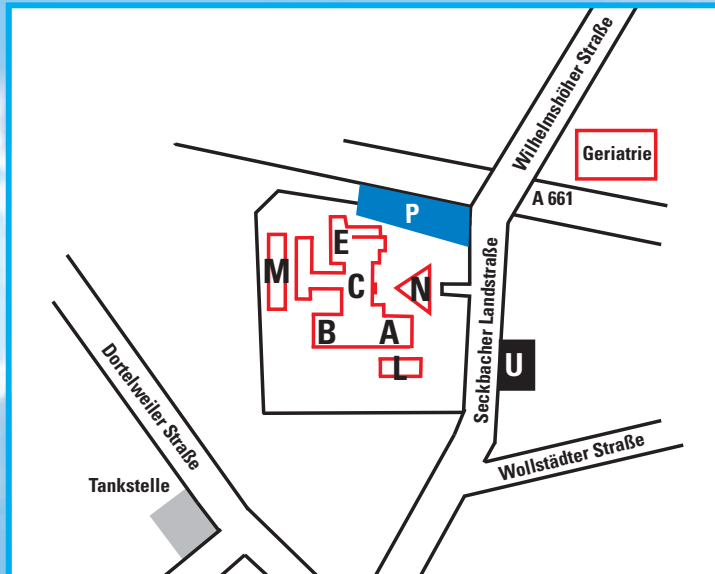 Wilhelmshöher Straße
Geriatrie
A 661
P
E
M
C
N
Seckbacher Landstraße
B
A
L
U
Dortelweiler Straße
Wollstädter Straße
Tankstelle